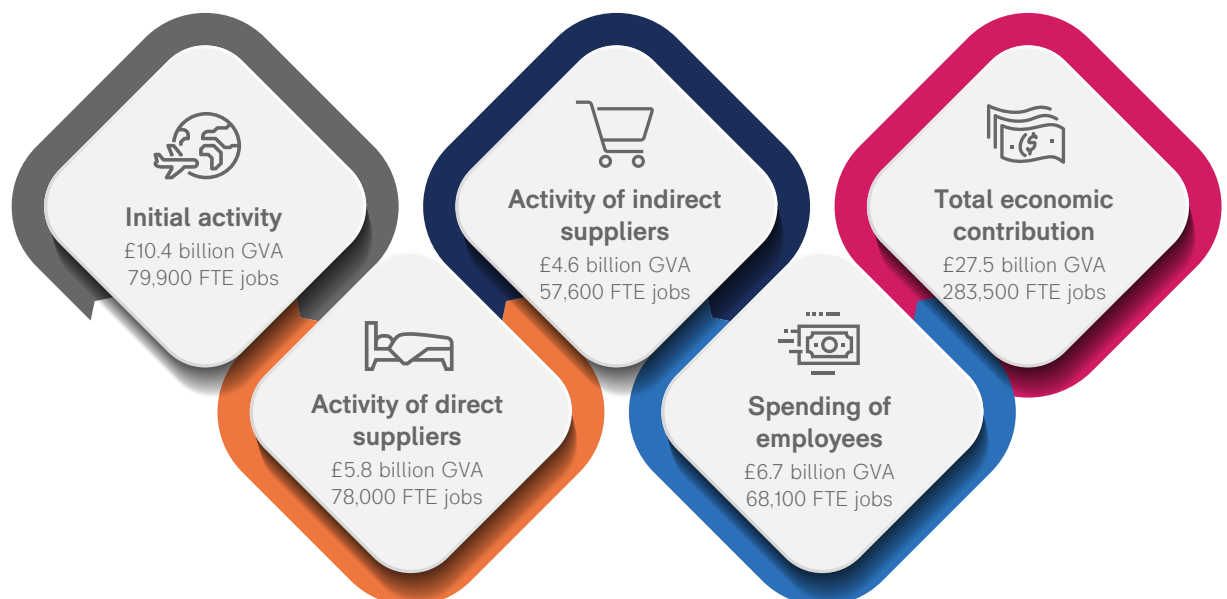 Initial activity
£10.4 billion GVA
79,900 FTE jobs
Activity of direct
suppliers
£5.8 billion GVA
78,000 FTE jobs
Activity of indirect
suppliers
£4.6 billion GVA
57,600 FTE jobs
Spending of
employees
£6.7 billion GVA
68,100 FTE jobs
Total economic
contribution
£27.5 billion GVA
283,500 FTE jobs
($